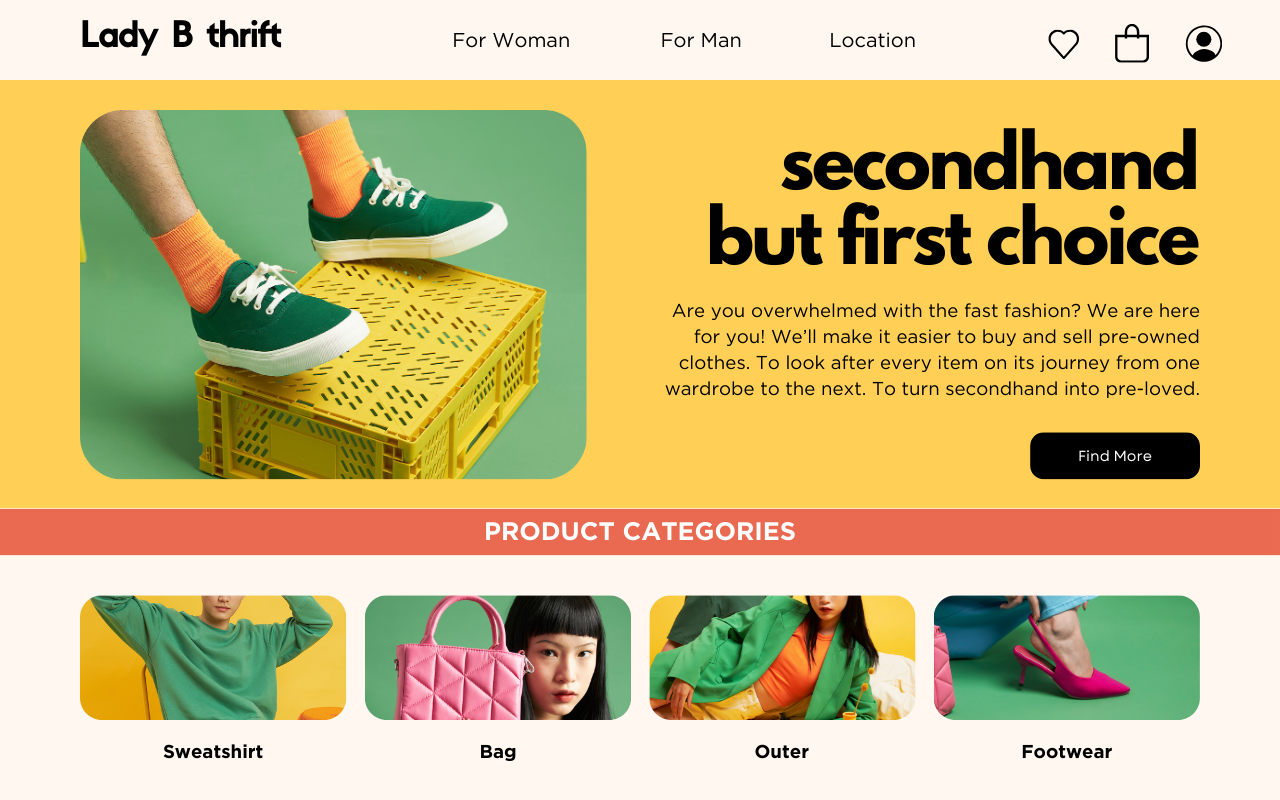 Lady B thrift
For Woman
For Man
Location
secondhand
but first choice
Are you overwhelmed with the fast fashion? We are here
for you! We’ll make it easier to buy and sell pre-owned
clothes. To look after every item on its journey from one
wardrobe to the next. To turn secondhand into pre-loved.
Find More
PRODUCT CATEGORIES
Sweatshirt
Bag
Outer
Footwear